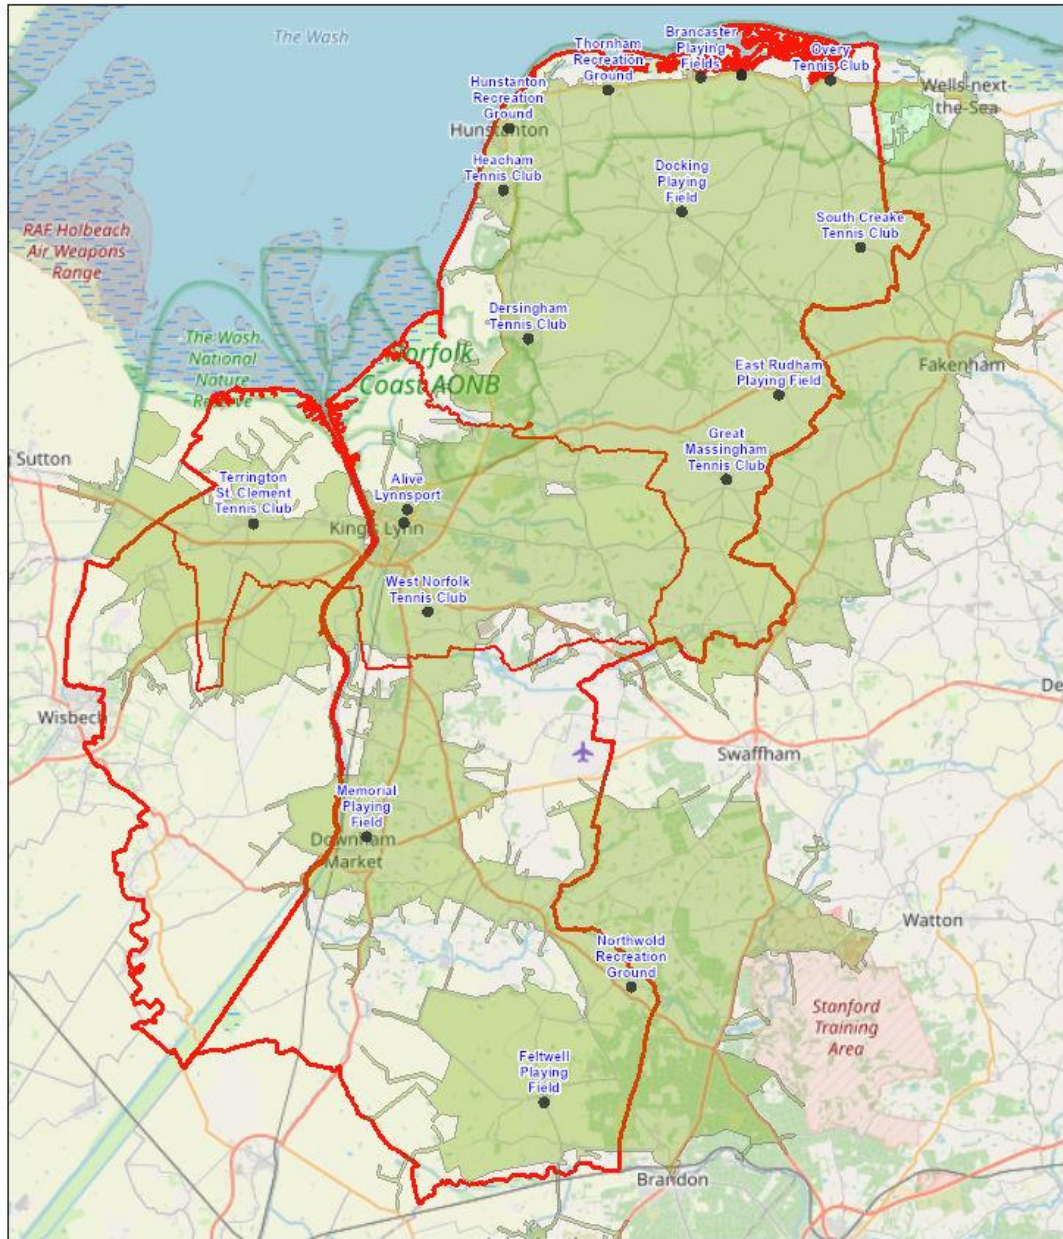 The Wash
Thornham
Recreation
Ground
Brancaster
Playing
Fields
Overy
Tennis Club
Wells-next-
the-Sea
Hunstanton
Recreation
Ground
Hunstanton
Heacham
Tennis Club
Docking
Playing
Field
South Creake
Tennis Club
RAF Holbeach
Air Weapons
Range
Dersingham
Tennis Club
The Wash
National
Nature
Reserve
Norfolk
Coast AONB
East Rudham
Playing Field
Fakenham
Great
Massingham
Tennis Club
g Sutton
Terrington
St. Clement
Tennis Club
Alive
Lynnsport
King's Lynn
West Norfolk
Tennis Club
De
Wisbech
Swaffham
Memorial
Playing
Field
Downham
Market
Watton
Northwold
Recreation
Ground
Stanford
Training
Area
Feltwell
Playing
Field
Brandon